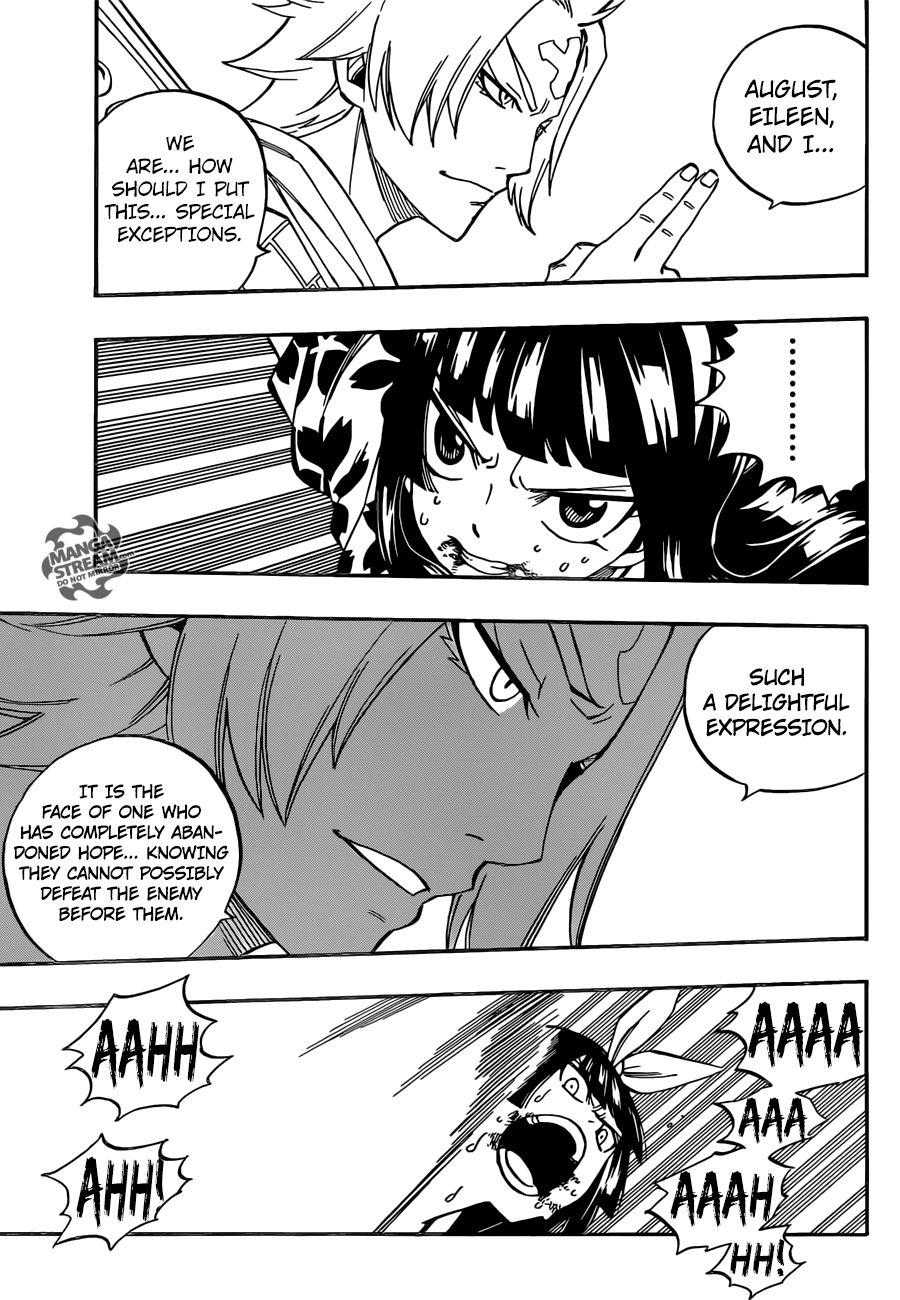 AUGUST,
EILEEN,
AND I...
WE
ARE... HOW
SHOULD I PUT
THIS... SPECIAL
EXCEPTIONS.
MANGA
STREAM.com
DO NOT MIRROR
SUCH
A DELIGHTFUL
EXPRESSION.
IT IS THE
FACE OF ONE WHO
HAS COMPLETELY ABAN-
DONED HOPE... KNOWING
THEY CANNOT POSSIBLY
DEFEAT THE ENEMY
BEFORE THEM.
AAAA
AAA
AAAH
HH!
AAHH
AHH!